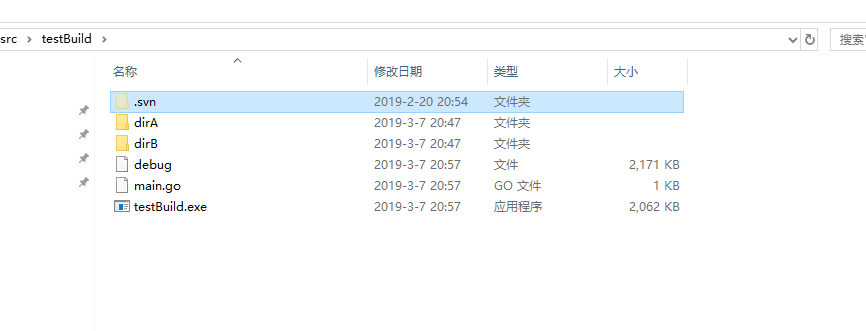 src > testBuild >
搜索
名称 修改日期 类型 大小
.svn 2019-2-20 20:54 文件夹
dirA 2019-3-7 20:47 文件夹
dirB 2019-3-7 20:47 文件夹
debug 2019-3-7 20:57 文件 2,171 KB
main.go 2019-3-7 20:57 GO 文件 1 KB
testBuild.exe 2019-3-7 20:57 应用程序 2,062 KB